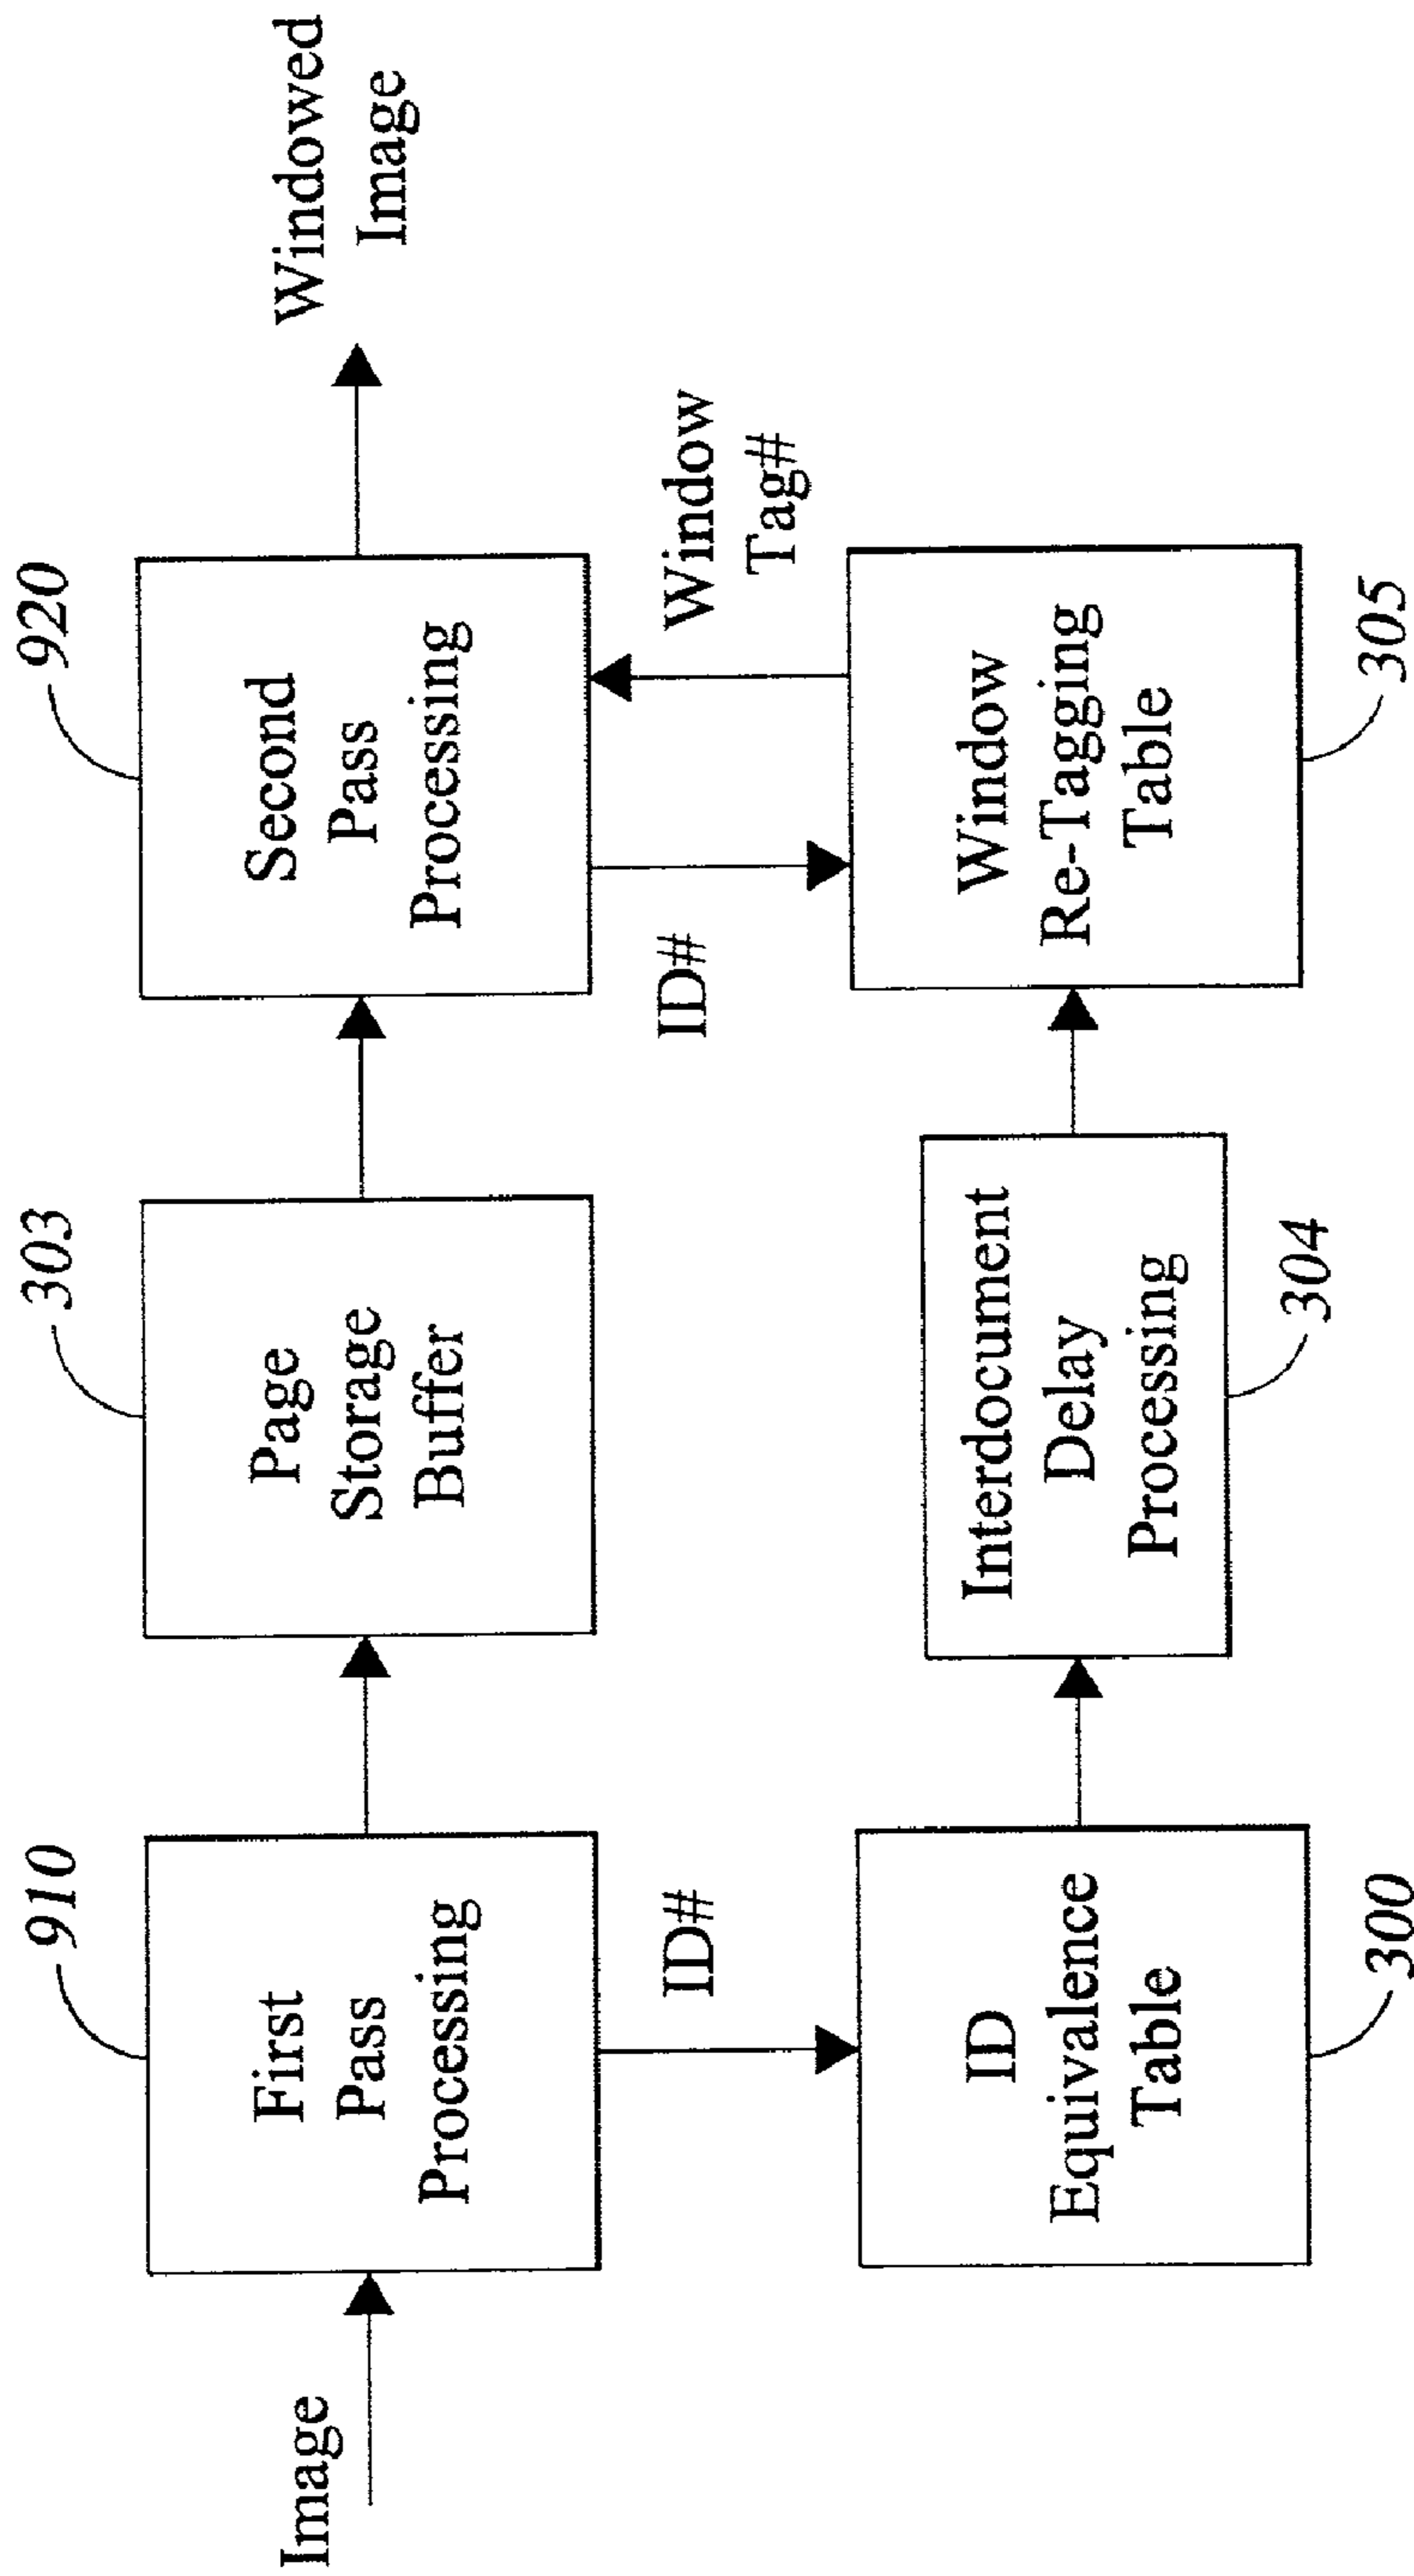 Image
910
First
Pass
Processing
ID#
303
Page
Storage
Buffer
920
Second
Pass
Processing
ID#
Window
Tag#
Windowed
Image
ID
Equivalence
Table
300
Interdocument
Delay
Processing
304
Window
Re-Tagging
Table
305